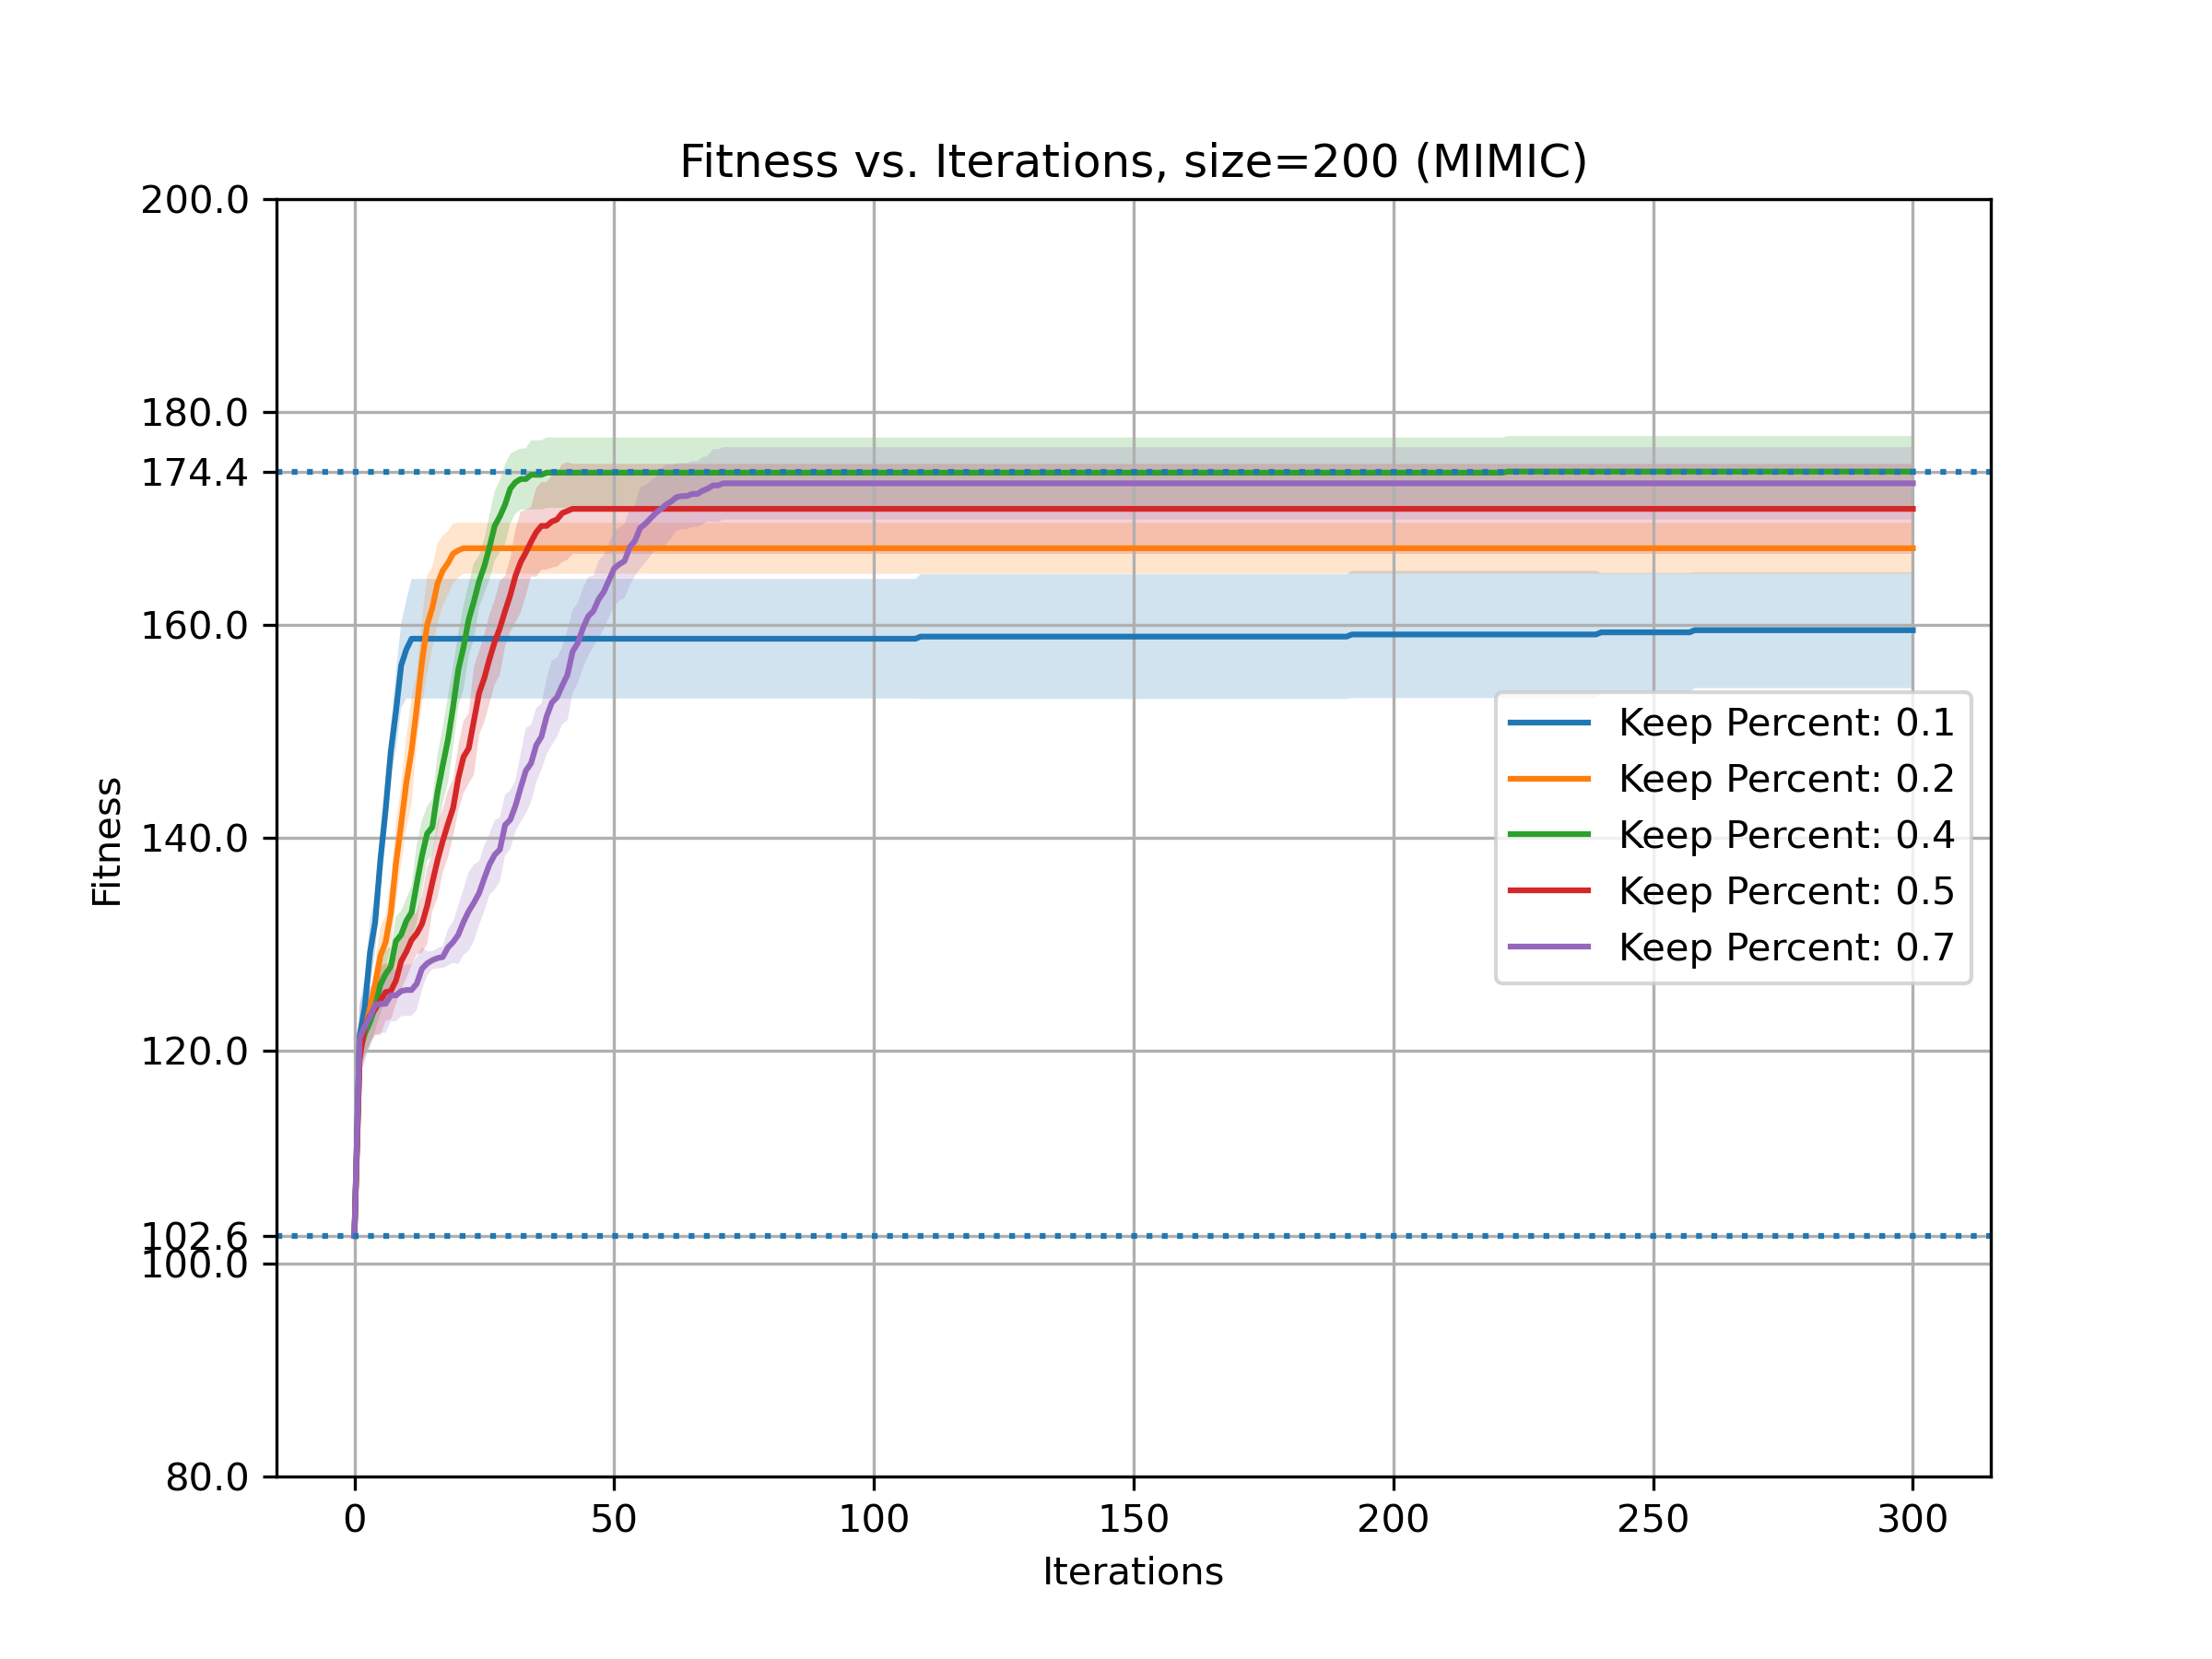 Fitness vs. Iterations, size=200 (MIMIC)
200.0
180.0
174.4
160.0
140.0
120.0
102.6
100.0
80.0
Fitness
Keep Percent: 0.1
Keep Percent: 0.2
Keep Percent: 0.4
Keep Percent: 0.5
Keep Percent: 0.7
0 50 100 150 200 250 300
Iterations